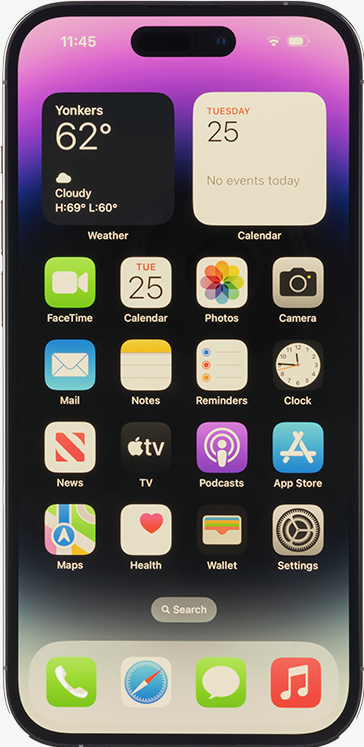 11:45
Yonkers
62°
Cloudy
H:69° L:60°
TUESDAY
25
No events today
Weather
Calendar
TUE
25
FaceTime
Calendar
Photos
Camera
Mail
Notes
Reminders
Clock
tv
News
TV
Podcasts
App Store
Maps
Health
Wallet
Settings
Search